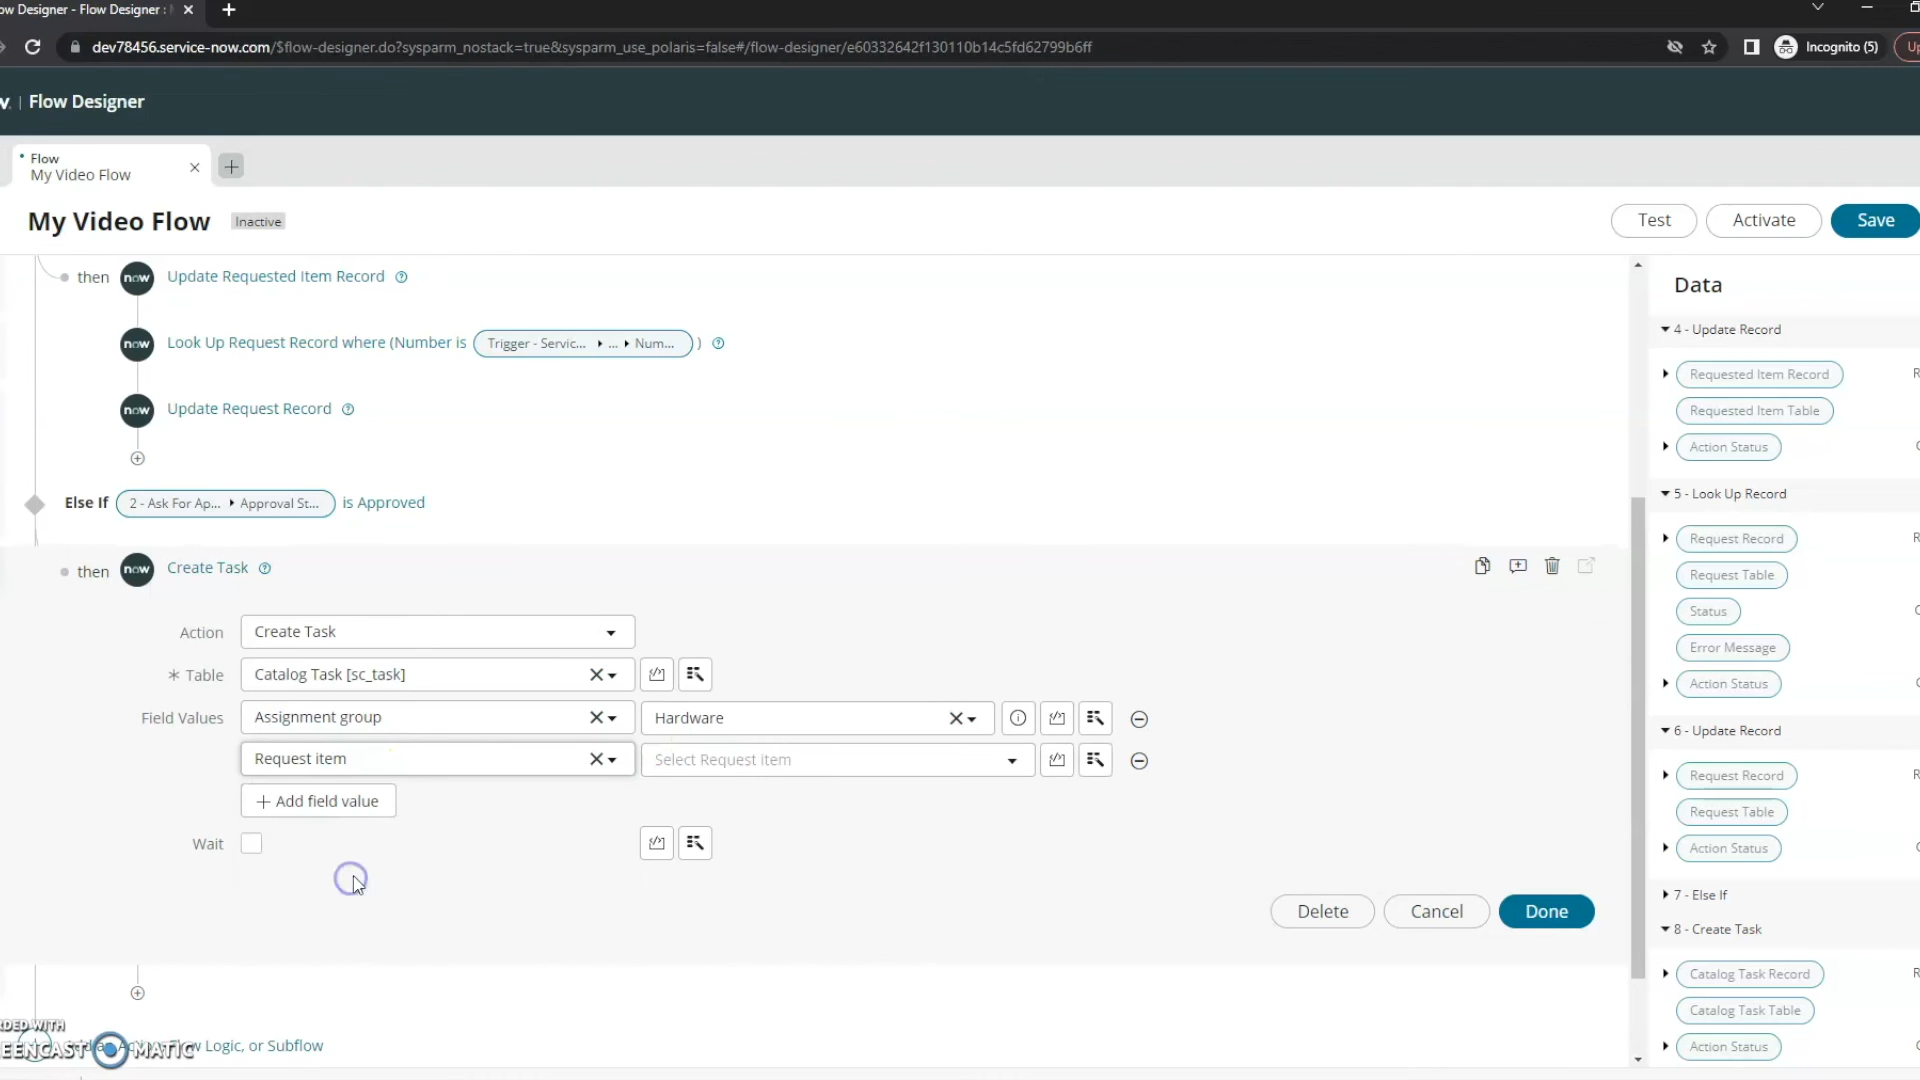 ow Designer - Flow Designer :
dev78456.service-now.com/$flow-designer.do?sysparm_nostack=true&sysparm_use_polaris=false#/flow-designer/e60332642f130110b14c5fd62799b6ff
Incognito (5)
Up
Flow Designer
Flow
My Video Flow
My Video Flow
Inactive
Test
Activate
Save
then
now
Update Requested Item Record
now
Look Up Request Record where (Number is
Trigger - Servic...
...
Num...
)
now
Update Request Record
Else If
2 - Ask For Ap...
Approval St...
is Approved
then
now
Create Task
Action
Create Task
* Table
Catalog Task [sc_task]
Field Values
Assignment group
Hardware
Request item
Select Request item
+ Add field value
Wait
Delete
Cancel
Done
Logic, or Subflow
Data
4 - Update Record
Requested Item Record
Requested Item Table
Action Status
5 - Look Up Record
Request Record
Request Table
Status
Error Message
Action Status
6 - Update Record
Request Record
Request Table
Action Status
7 - Else If
8 - Create Task
Catalog Task Record
Catalog Task Table
Action Status